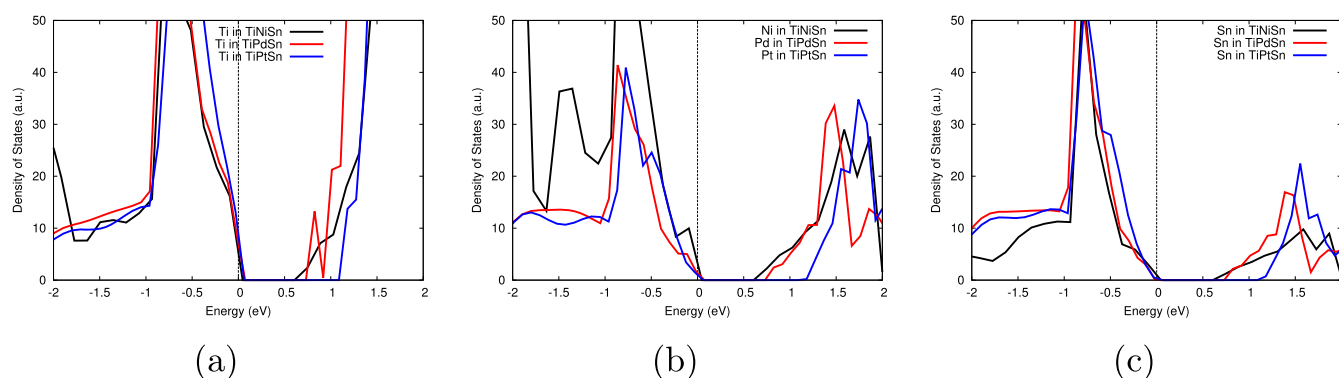 Density of States (a.u.)
50
40
30
20
10
0
Ti in TiNiSn
Ti in TiPdSn
Ti in TiPtSn
-2 -1.5 -1 -0.5 0 0.5 1 1.5 2
Energy (eV)
(a)
Density of States (a.u.)
50
40
30
20
10
0
Ni in TiNiSn
Pd in TiPdSn
Pt in TiPtSn
-2 -1.5 -1 -0.5 0 0.5 1 1.5 2
Energy (eV)
(b)
Density of States (a.u.)
50
40
30
20
10
0
Sn in TiNiSn
Sn in TiPdSn
Sn in TiPtSn
-2 -1.5 -1 -0.5 0 0.5 1 1.5
Energy (eV)
(c)